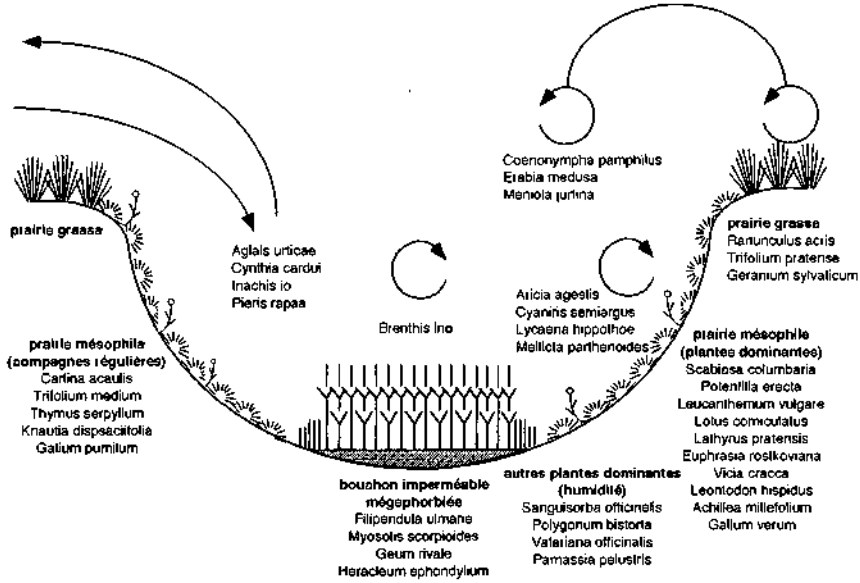 Coenonympha pamphilus
Erebia medusa
Maniola jurtina
prairie grasse
Aglais urticae
Cynthia cardui
Inachis io
Pieris rapae
prairie grasse
Ranunculus acris
Trifolium pratense
Geranium sylvaticum
Brenthis ino
Aricia agestis
Cyaniris semiargus
Lycaena hippothoe
Mellicta parthenoides
prairie mésophile
(compagnes régulières)
Carlina acaulis
Trifolium medium
Thymus serpyllum
Knautia dispsacifolia
Galium pumilum
prairie mésophile
(plantes dominantes)
Scabiosa columbaria
Potentilla erecta
Leucanthemum vulgare
Lotus corniculatus
Lathyrus pratensis
Euphrasia rostkoviana
Vicia cracca
Leontodon hispidus
Achillea millefolium
Galium verum
bouchon imperméable
mégaphorbiée
Filipendula ulmarie
Myosotis scorpioides
Geum rivale
Heracleum sphondylium
autres plantes dominantes
(humidité)
Sanguisorba officinalis
Polygonum bistorta
Valeriana officinalis
Parnassia palustris